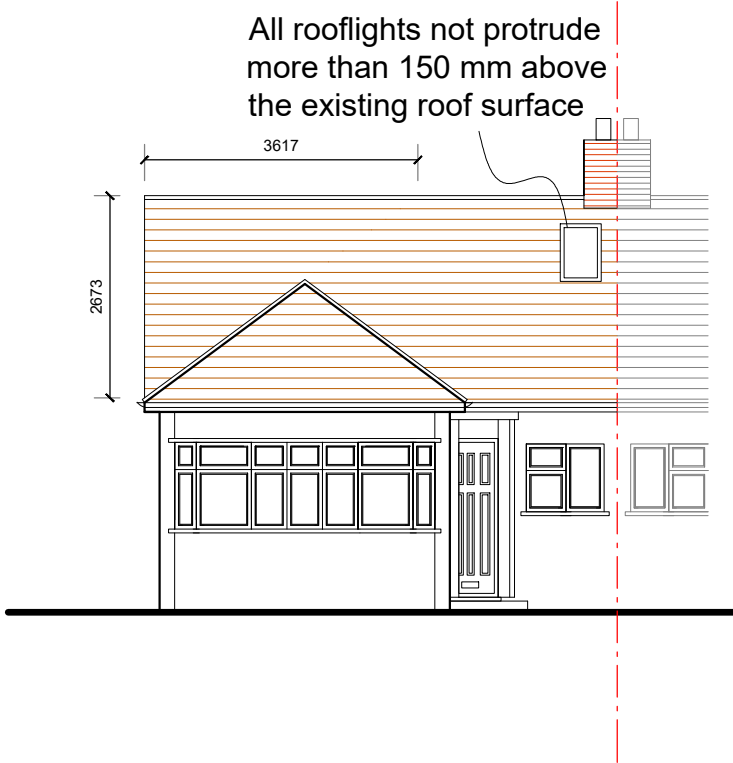 All rooflights not protrude
more than 150 mm above
the existing roof surface
3617
2673